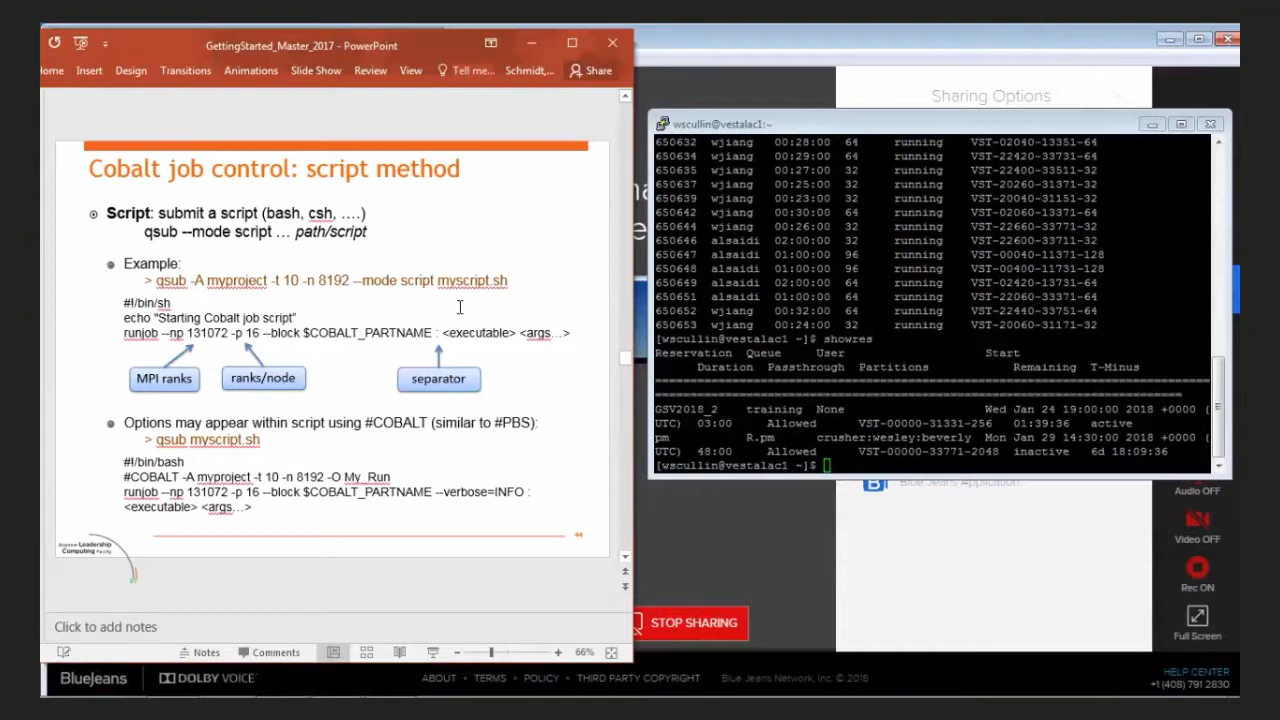 GettingStarted_Master_2017 - PowerPoint
ome Insert Design Transitions Animations Slide Show Review View Tell me... Schmidt,... Share
Cobalt job control: script method
Script: submit a script (bash, csh, ….)
qsub --mode script … path/script
Example:
> qsub -A myproject -t 10 -n 8192 --mode script myscript.sh
#!/bin/sh
echo "Starting Cobalt job script"
runjob --np 131072 -p 16 --block $COBALT_PARTNAME : <executable> <args…>
MPI ranks ranks/node separator
Options may appear within script using #COBALT (similar to #PBS):
> qsub myscript.sh
#!/bin/bash
#COBALT -A myproject -t 10 -n 8192 -O My_Run
runjob --np 131072 -p 16 --block $COBALT_PARTNAME --verbose=INFO :
<executable> <args…>
Argonne Leadership
Computing Facility
44
Click to add notes
Notes Comments 66%
Sharing Options
wscullin@vestalac1:~
650632 wjiang 00:28:00 64 running VST-02040-13351-64
650634 wjiang 00:29:00 64 running VST-22420-33731-64
650635 wjiang 00:27:00 32 running VST-22400-33511-32
650637 wjiang 00:25:00 32 running VST-20260-31371-32
650639 wjiang 00:23:00 32 running VST-20040-31151-32
650642 wjiang 00:30:00 64 running VST-02060-13371-64
650644 wjiang 00:26:00 32 running VST-22660-33771-32
650646 alsaidi 02:00:00 32 running VST-22600-33711-32
650647 alsaidi 01:00:00 96 running VST-00040-11371-128
650648 alsaidi 01:00:00 96 running VST-00400-11731-128
650649 alsaidi 02:00:00 64 running VST-02420-13731-64
650651 alsaidi 01:00:00 64 running VST-22060-33371-64
650652 wjiang 00:30:00 64 running VST-02460-13771-64
650653 wjiang 00:24:00 32 running VST-20060-31171-32
[wscullin@vestalac1 ~]$ showres
Reservation Queue User Start
Duration Passthrough Partitions Remaining T-Minus
GSV2018_2 training None Wed Jan 24 19:00:00 2018 +0000 (
UTC) 03:00 Allowed VST-00000-31331-256 01:39:36 active
pm R.pm crusher:wesley:beverly Mon Jan 29 14:30:00 2018 +0000 (
UTC) 48:00 Allowed VST-00000-33771-2048 inactive 6d 18:09:36
[wscullin@vestalac1 ~]$
Blue Jeans Application
Audio OFF
Video OFF
Rec ON
Full Screen
STOP SHARING
BlueJeans DOLBY VOICE
ABOUT • TERMS • POLICY • THIRD PARTY COPYRIGHT Blue Jeans Network, Inc. © 2018
HELP CENTER
+1 (408) 791 2830